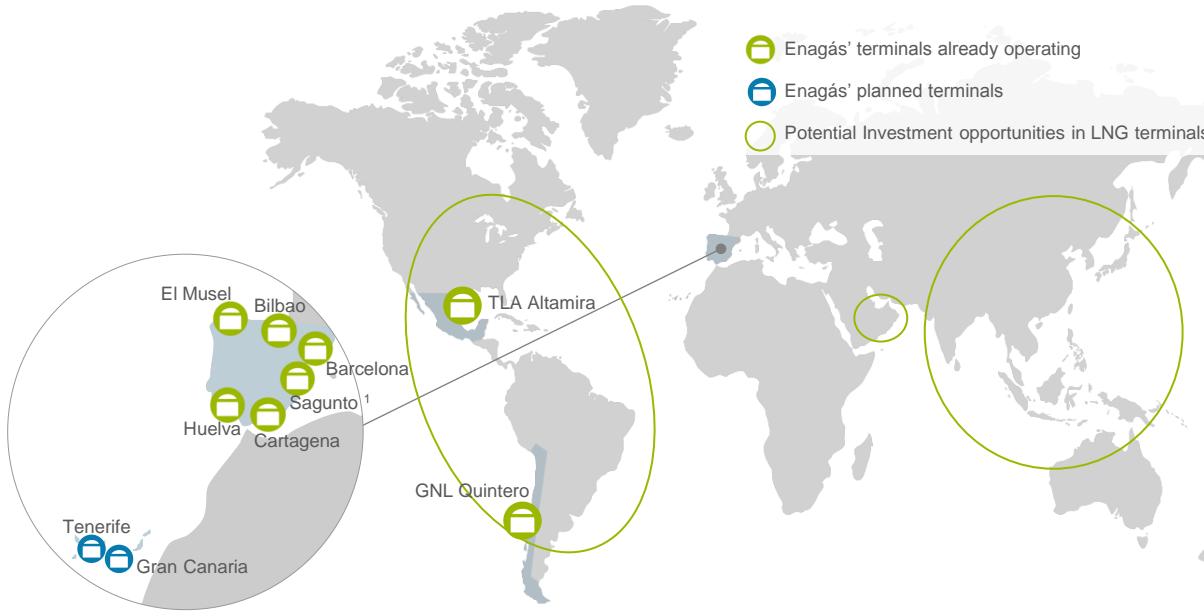 Enagás’ terminals already operating
Enagás’ planned terminals
Potential Investment opportunities in LNG terminals
El Musel
Bilbao
TLA Altamira
Barcelona
Sagunto ¹
Huelva
Cartagena
GNL Quintero
Tenerife
Gran Canaria